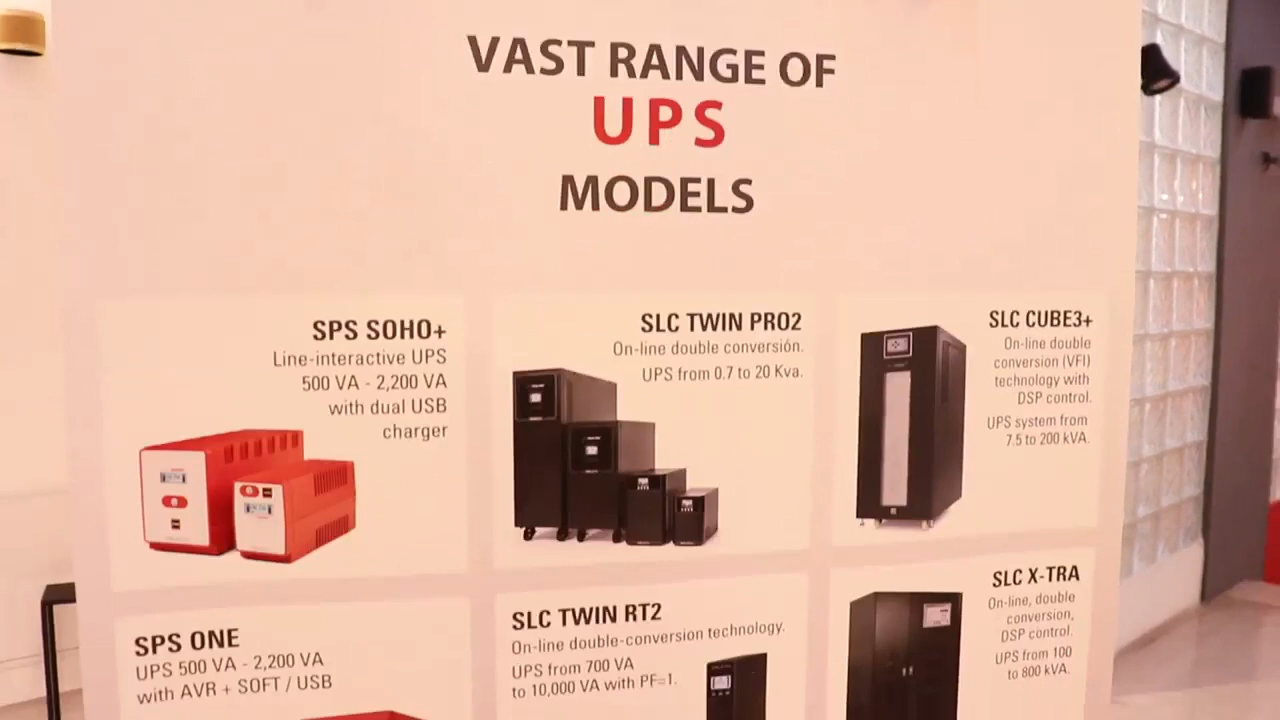 VAST RANGE OF
UPS
MODELS
SPS SOHO+
Line-interactive UPS
500 VA - 2,200 VA
with dual USB
charger
SLC TWIN PRO2
On-line double conversión.
UPS from 0.7 to 20 Kva.
SLC CUBE3+
On-line double
conversion (VFI)
technology with
DSP control.
UPS system from
7.5 to 200 kVA.
SPS ONE
UPS 500 VA - 2,200 VA
with AVR + SOFT / USB
SLC TWIN RT2
On-line double-conversion technology.
UPS from 700 VA
to 10,000 VA with PF=1.
SLC X-TRA
On-line, double
conversion,
DSP control.
UPS from 100
to 800 kVA.